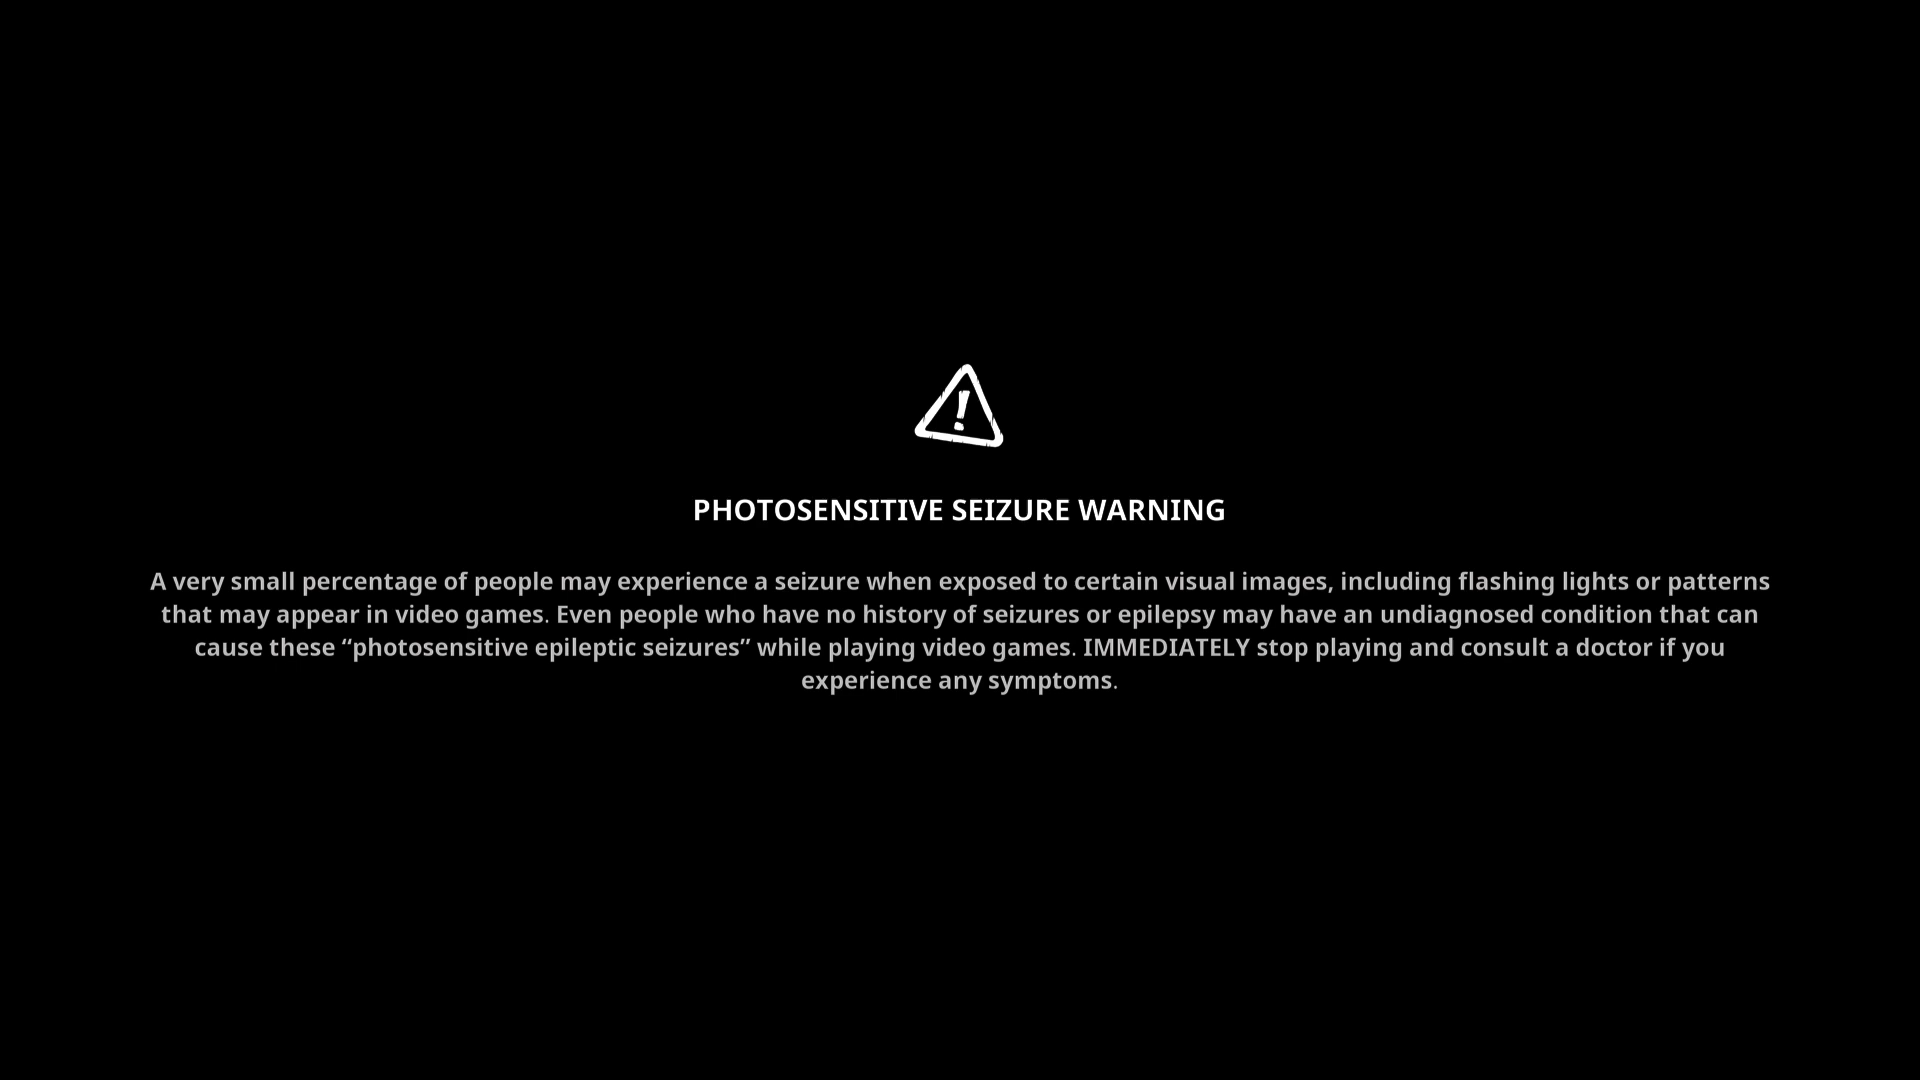 !
PHOTOSENSITIVE SEIZURE WARNING
A very small percentage of people may experience a seizure when exposed to certain visual images, including flashing lights or patterns
that may appear in video games. Even people who have no history of seizures or epilepsy may have an undiagnosed condition that can
cause these “photosensitive epileptic seizures” while playing video games. IMMEDIATELY stop playing and consult a doctor if you
experience any symptoms.